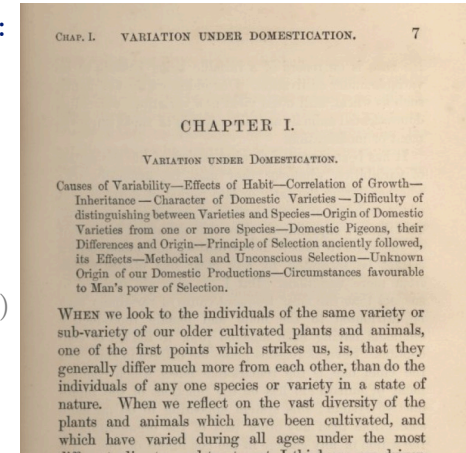 :
CHAP. I. VARIATION UNDER DOMESTICATION. 7
CHAPTER I.
VARIATION UNDER DOMESTICATION.
Causes of Variability—Effects of Habit—Correlation of Growth—
Inheritance — Character of Domestic Varieties — Difficulty of
distinguishing between Varieties and Species—Origin of Domestic
Varieties from one or more Species—Domestic Pigeons, their
Differences and Origin—Principle of Selection anciently followed,
its Effects—Methodical and Unconscious Selection—Unknown
Origin of our Domestic Productions—Circumstances favourable
to Man's power of Selection.
)
WHEN we look to the individuals of the same variety or
sub-variety of our older cultivated plants and animals,
one of the first points which strikes us, is, that they
generally differ much more from each other, than do the
individuals of any one species or variety in a state of
nature. When we reflect on the vast diversity of the
plants and animals which have been cultivated, and
which have varied during all ages under the most